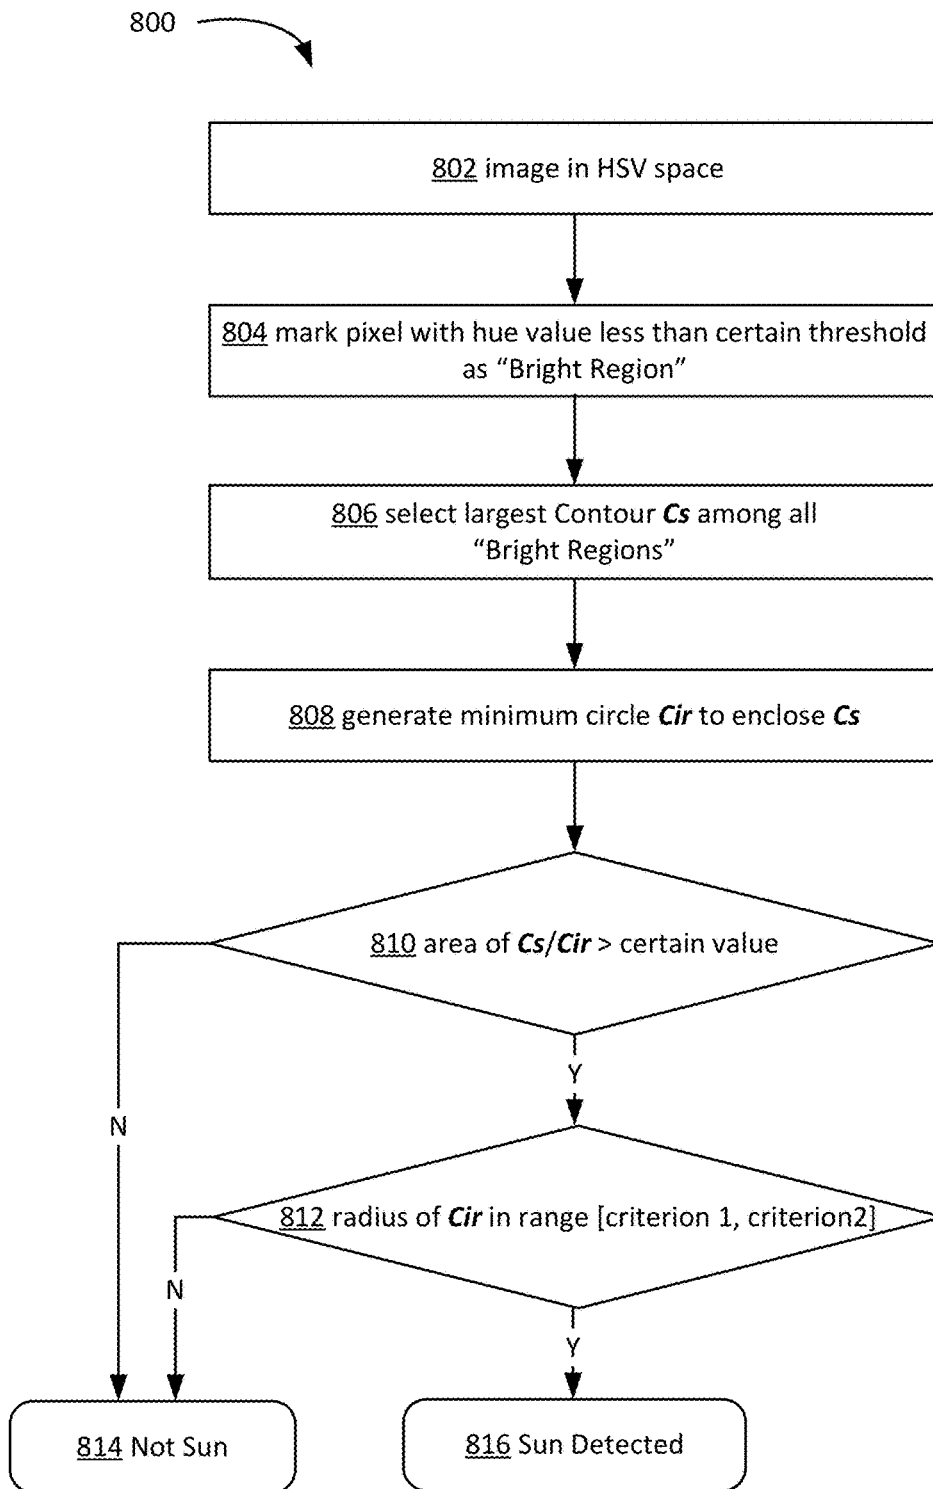 800
802 image in HSV space
804 mark pixel with hue value less than certain threshold
as “Bright Region”
806 select largest Contour Cs among all
“Bright Regions”
808 generate minimum circle Cir to enclose Cs
810 area of Cs/Cir > certain value
Y
N
812 radius of Cir in range [criterion 1, criterion2]
N
Y
814 Not Sun
816 Sun Detected